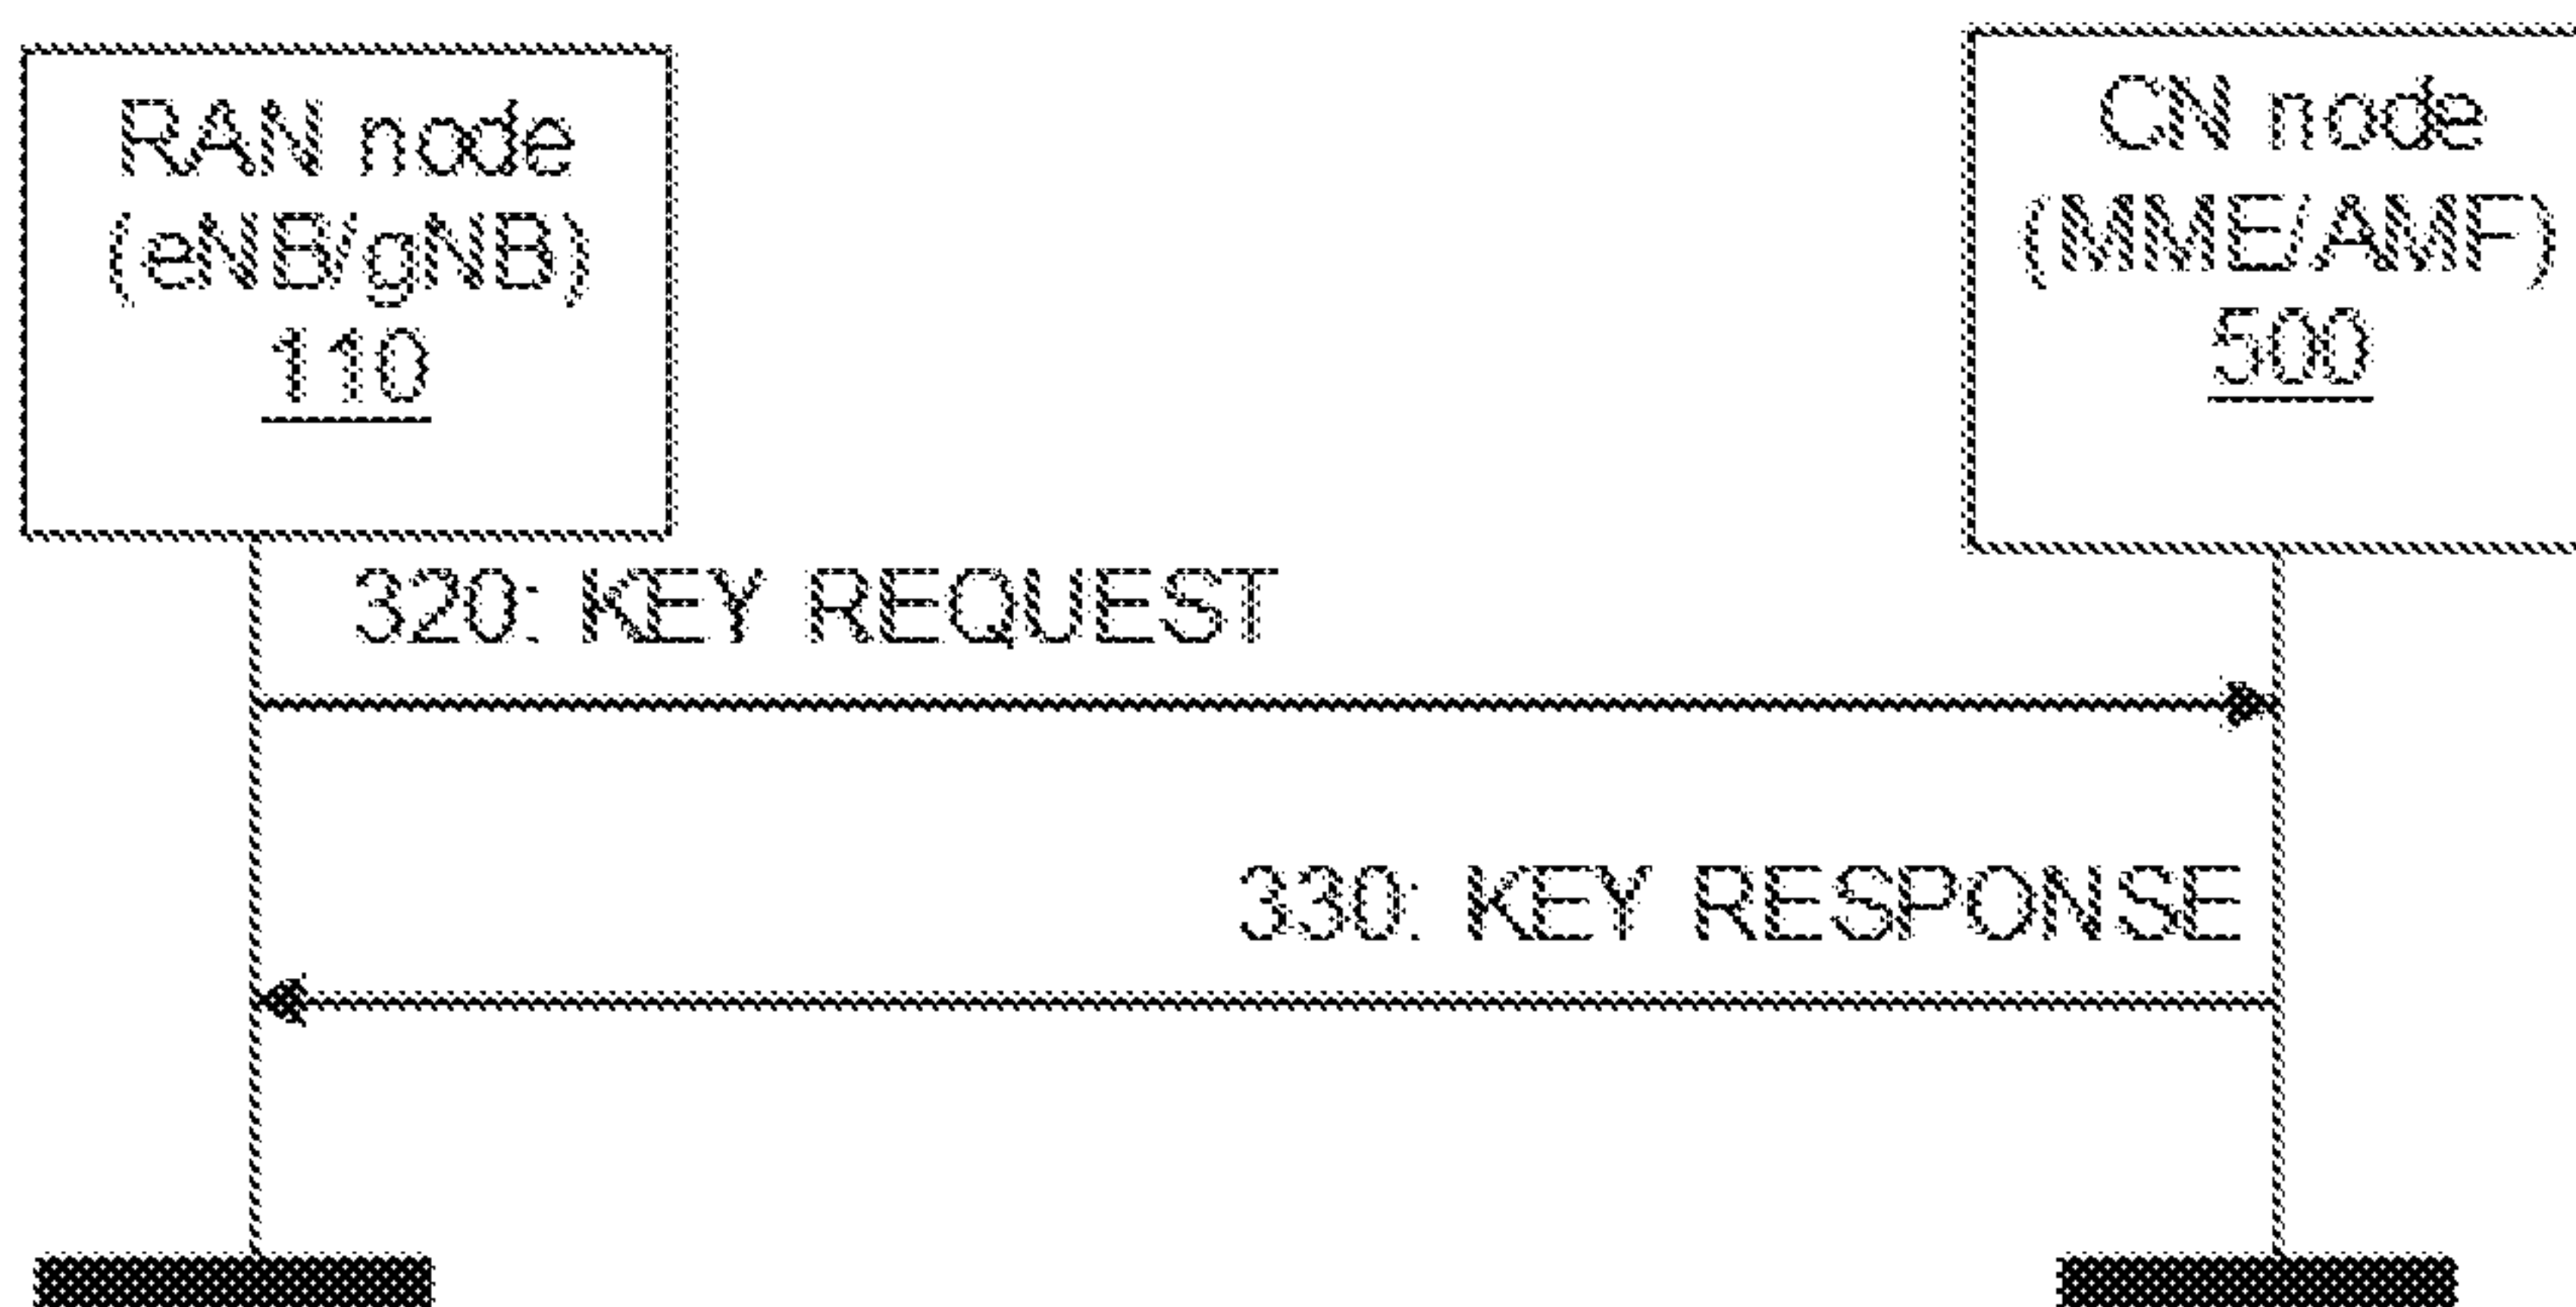 RAN node
(eNB/gNB)
110
CN node
(MME/AMF)
500
320: KEY REQUEST
330: KEY RESPONSE